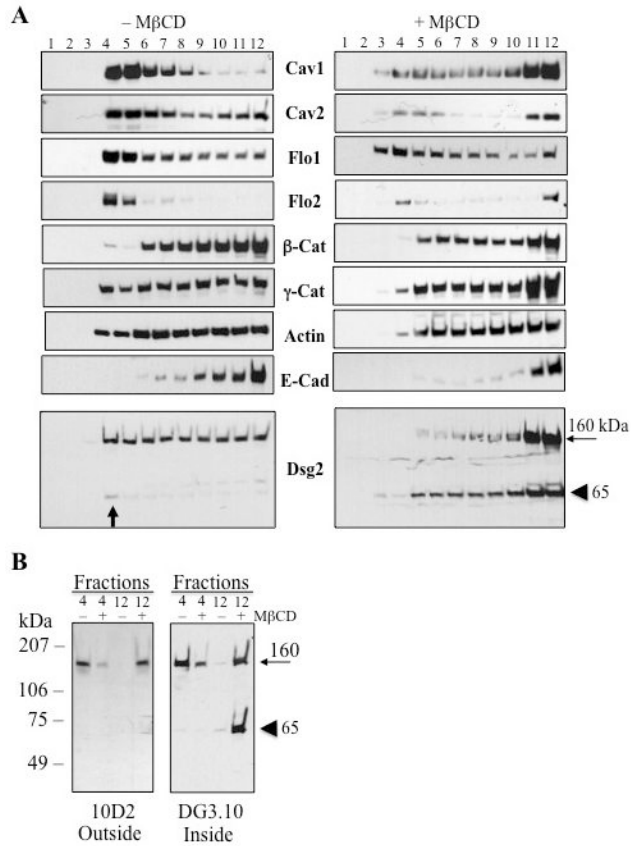 A
– MβCD
+ MβCD
1 2 3 4 5 6 7 8 9 10 11 12
1 2 3 4 5 6 7 8 9 10 11 12
Cav1
Cav2
Flo1
Flo2
β-Cat
γ-Cat
Actin
E-Cad
160 kDa
Dsg2
65
B
Fractions
Fractions
4 4 12 12
4 4 12 12
– + – +
– + – + MβCD
kDa
207 –
160
106 –
75 –
65
49 –
10D2
Outside
DG3.10
Inside